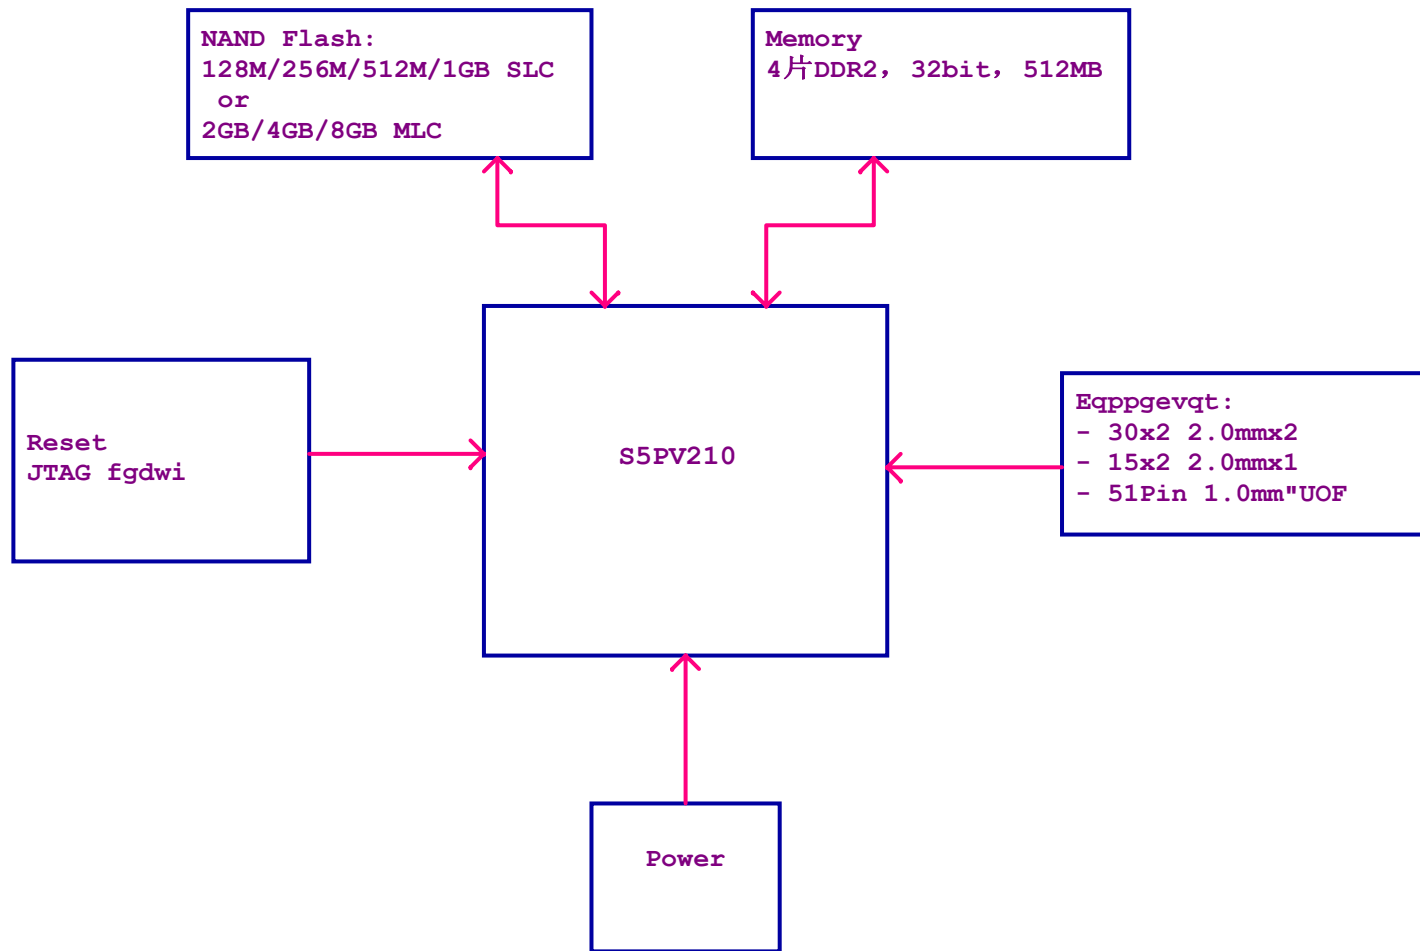 NAND Flash:
128M/256M/512M/1GB SLC
or
2GB/4GB/8GB MLC
Memory
4片DDR2，32bit，512MB
Reset
JTAG fgdwi
S5PV210
Eqppgevqt:
- 30x2 2.0mmx2
- 15x2 2.0mmx1
- 51Pin 1.0mm"UOF
Power